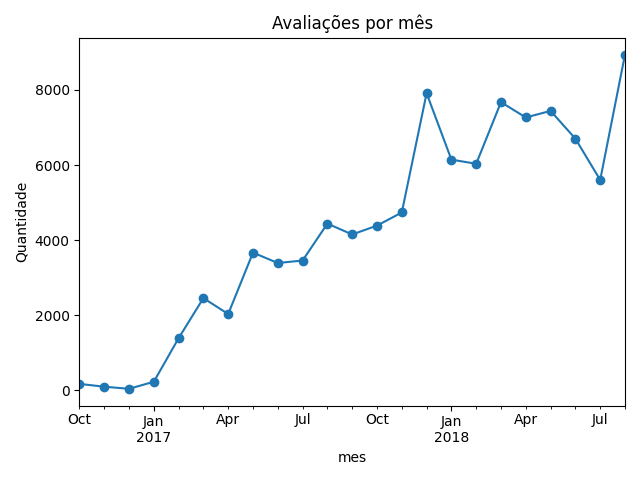 Avaliações por mês
Quantidade
8000
6000
4000
2000
0
Oct Jan Apr Jul Oct Jan Apr Jul
2017 2018
mes